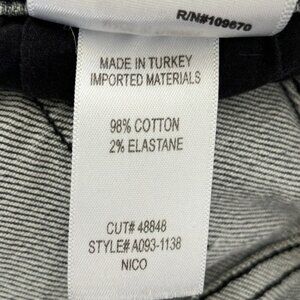 R/N#109670
MADE IN TURKEY
IMPORTED MATERIALS
98% COTTON
2% ELASTANE
CUT# 48848
STYLE# A093-1138
NICO